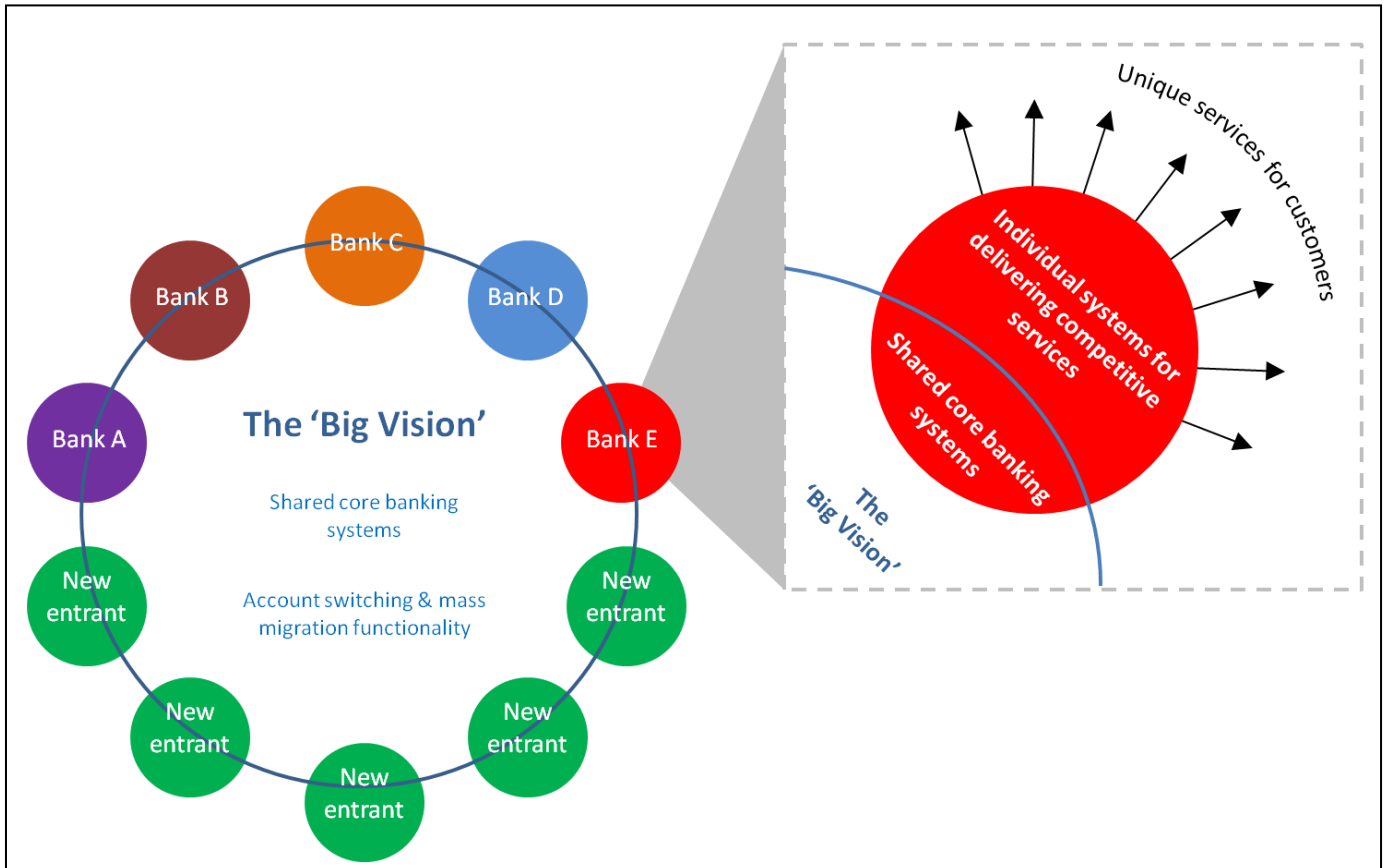 Bank C
Bank B
Bank D
Bank A
Bank E
The ‘Big Vision’
Shared core banking
systems
Account switching & mass
migration functionality
New
entrant
New
entrant
New
entrant
New
entrant
New
entrant
Unique services for customers
Individual systems for
delivering competitive
services
Shared core banking
systems
The
‘Big Vision’